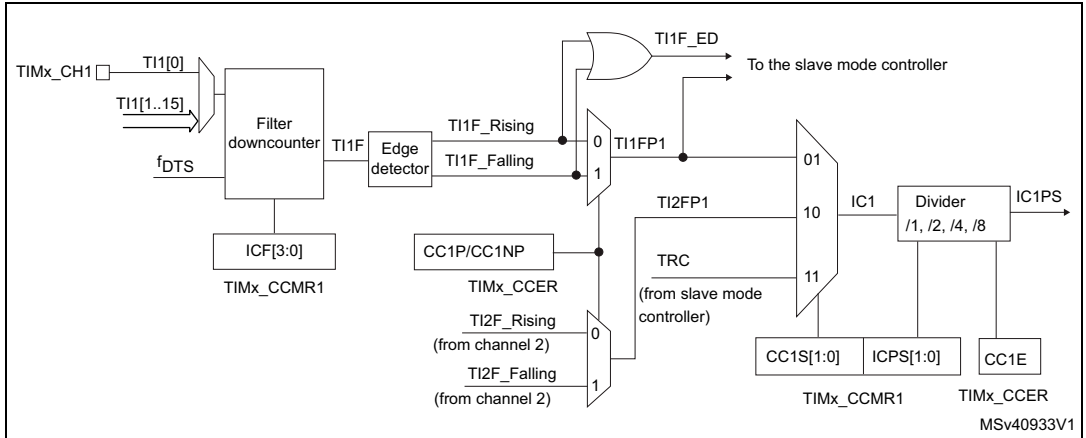 TI1F_ED
To the slave mode controller
TIMx_CH1
TI1[0]
TI1[1..15]
fDTS
Filter
downcounter
TI1F
Edge
detector
TI1F_Rising
TI1F_Falling
0
1
TI1FP1
01
TI2FP1
10
TRC
(from slave mode
controller)
11
IC1
Divider
/1, /2, /4, /8
IC1PS
ICF[3:0]
TIMx_CCMR1
CC1P/CC1NP
TIMx_CCER
TI2F_Rising
(from channel 2)
0
TI2F_Falling
(from channel 2)
1
CC1S[1:0]
ICPS[1:0]
TIMx_CCMR1
CC1E
TIMx_CCER
MSv40933V1